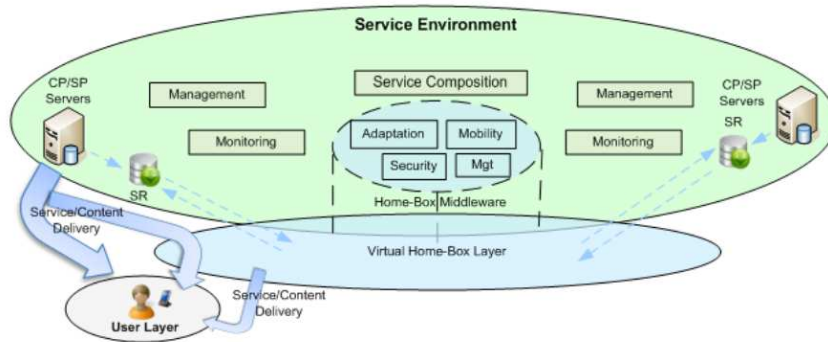 Service Environment
CP/SP
Servers
Management
Service Composition
Management
CP/SP
Servers
SR
Adaptation
Mobility
Monitoring
Monitoring
Security
Mgt
SR
Home-Box Middleware
Service/Content
Delivery
Virtual Home-Box Layer
Service/Content
Delivery
User Layer